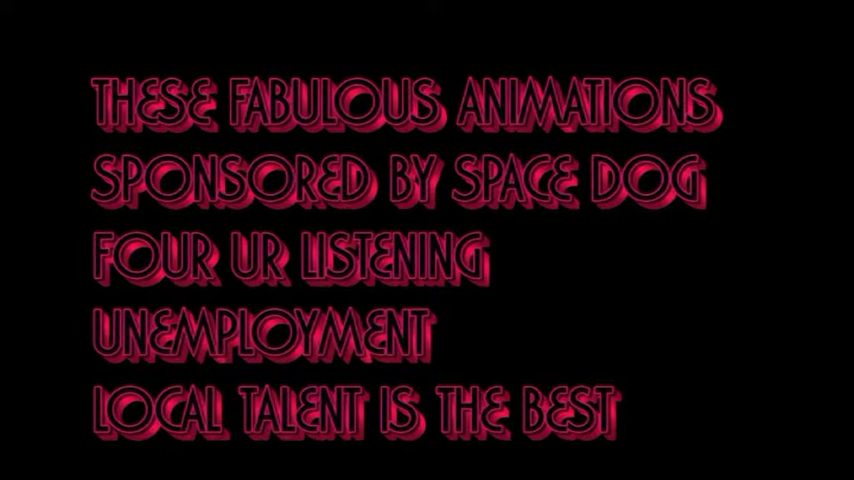 THESE FABULOUS ANIMATIONS
SPONSORED BY SPACE DOG
FOUR UR LISTENING
UNEMPLOYMENT
LOCAL TALENT IS THE BEST